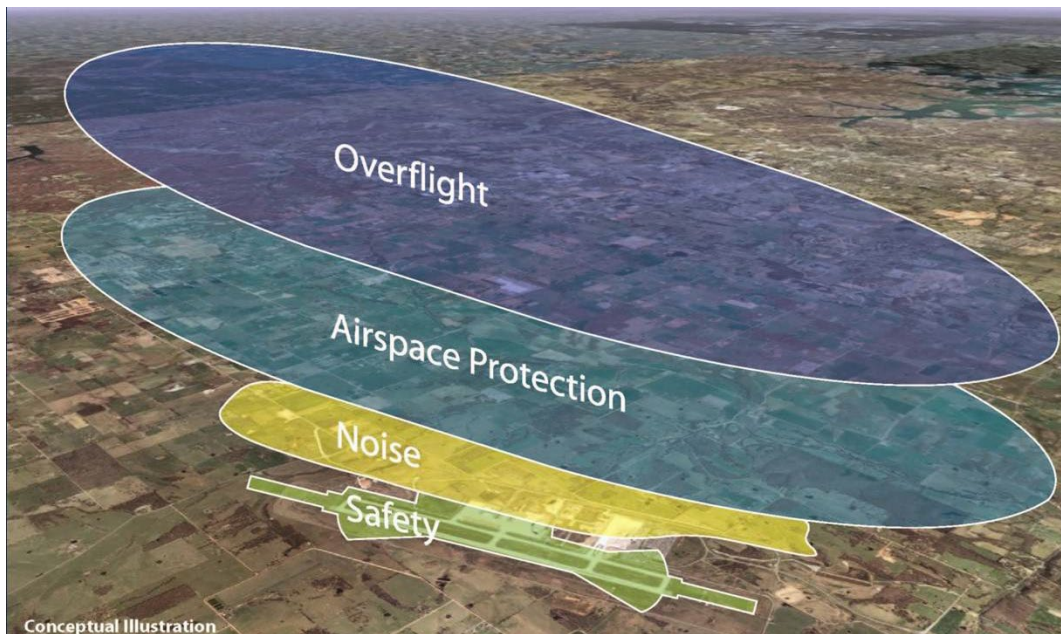 Overflight
Airspace Protection
Noise
Safety
Conceptual Illustration